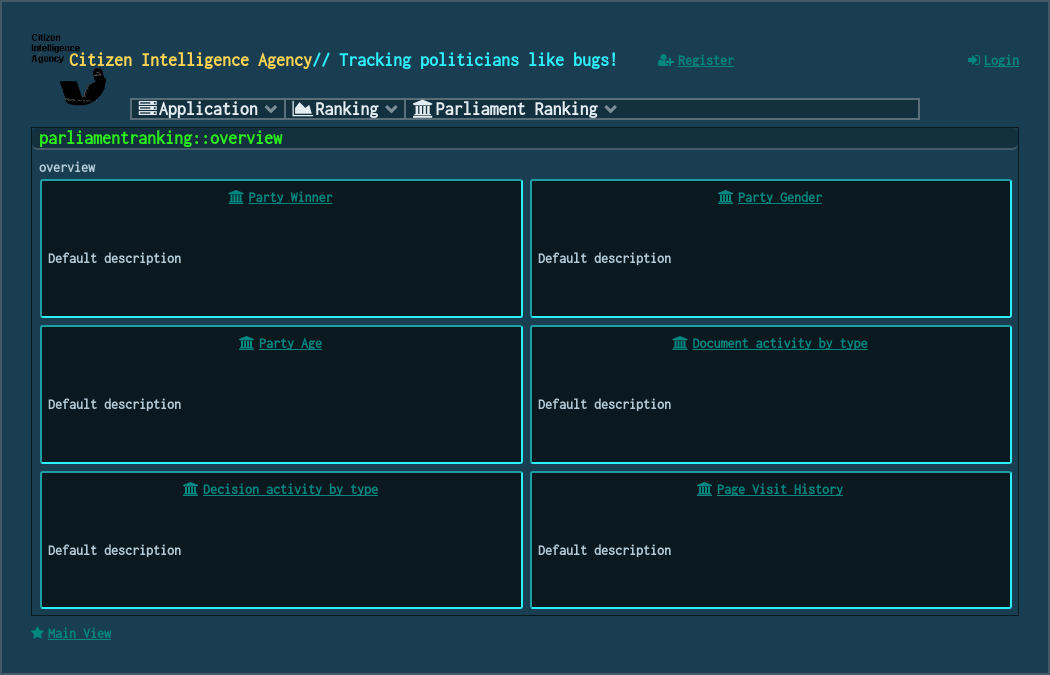 Citizen
Intelligence
Agency
Citizen Intelligence Agency// Tracking politicians like bugs!
Register
Login
Application
Ranking
Parliament Ranking
parliamentranking::overview
overview
Party Winner
Party Gender
Default description
Default description
Party Age
Document activity by type
Default description
Default description
Decision activity by type
Page Visit History
Default description
Default description
Main View